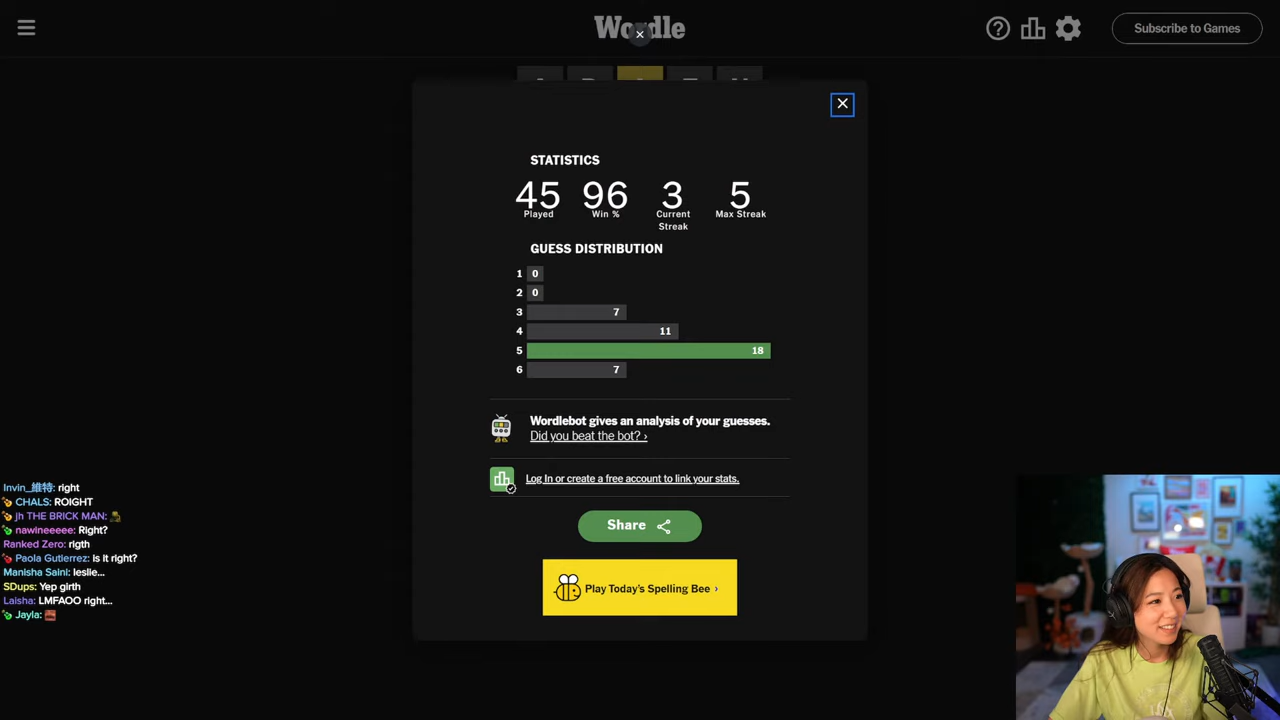 Wordle
Subscribe to Games
STATISTICS
45 96 3 5
Played Win % Current Streak Max Streak
GUESS DISTRIBUTION
1 0
2 0
3 7
4 11
5 18
6 7
Wordlebot gives an analysis of your guesses.
Did you beat the bot? ›
Log In or create a free account to link your stats.
Share
Play Today's Spelling Bee ›
Invin_維特: right
CHALS: ROIGHT
jh THE BRICK MAN:
nawineeeee: Right?
Ranked Zero: rigth
Paola Gutierrez: is it right?
Manisha Saini: leslie...
SDups: Yep girth
Laisha: LMFAOO right...
Jayla: